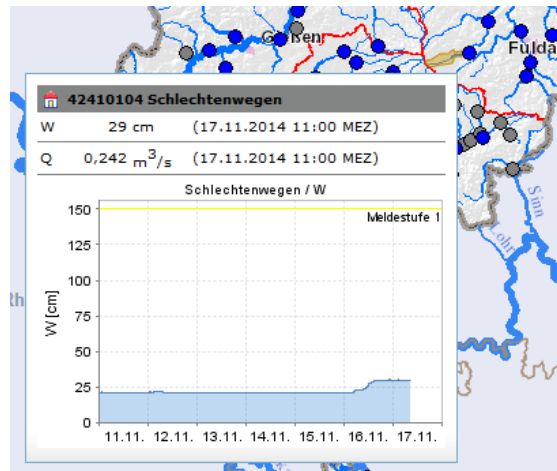 Gießen
Fulda
42410104 Schlechtenwegen
W 29 cm (17.11.2014 11:00 MEZ)
Q 0,242 m³/s (17.11.2014 11:00 MEZ)
Schlechtenwegen / W
150
Meldestufe 1
125
100
75
50
25
0
W [cm]
11.11. 12.11. 13.11. 14.11. 15.11. 16.11. 17.11.
Sinn
Lohr
Rh